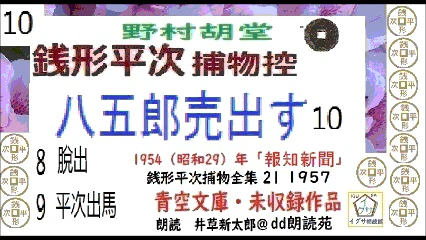 10
野村胡堂
銭形平次 捕物控
八五郎売出す 10
8 脱出
1954(昭和29)年「報知新聞」
銭形平次捕物全集 21 1957
9 平次出馬
青空文庫・未収録作品
朗読 井草新太郎@dd朗読苑